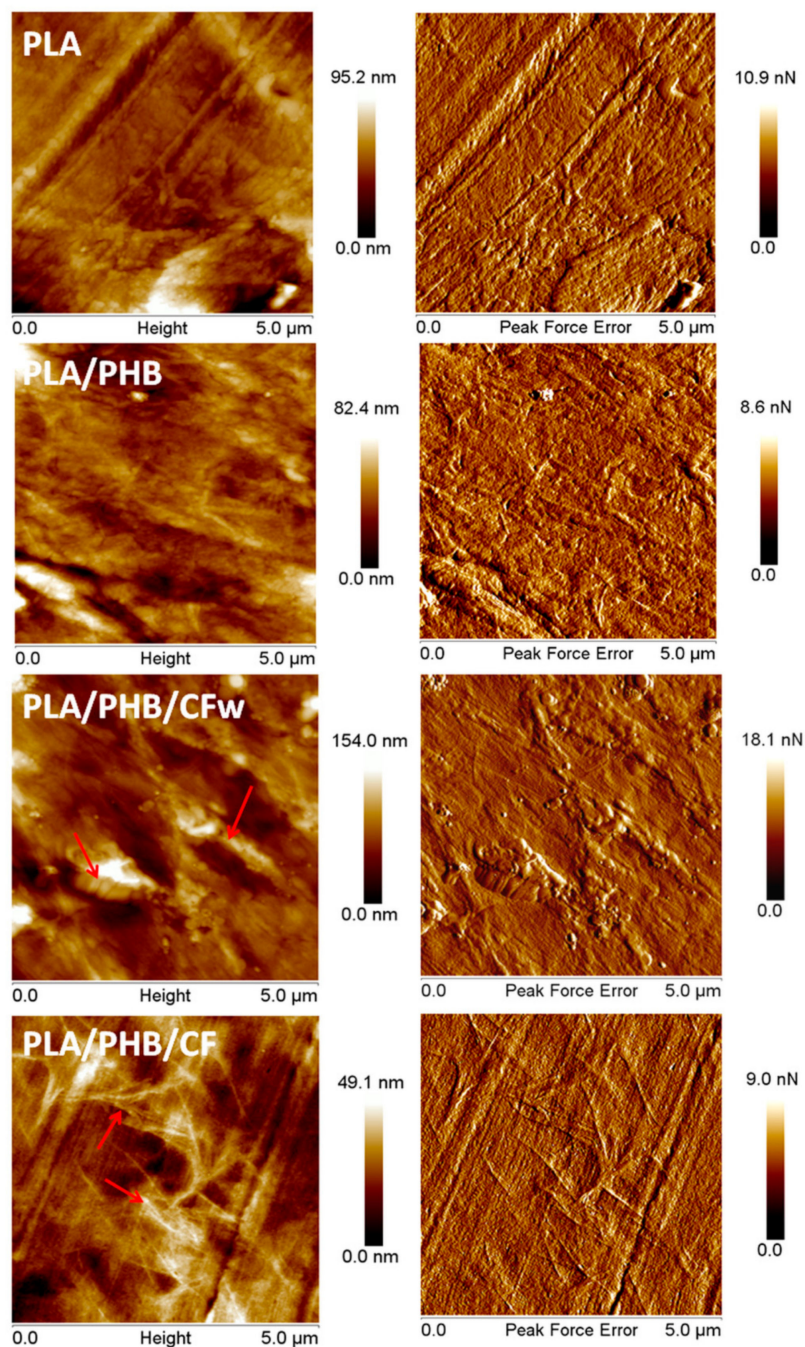 PLA
95.2 nm
0.0 nm
0.0 Height 5.0 µm
10.9 nN
0.0
0.0 Peak Force Error 5.0 µm
PLA/PHB
82.4 nm
0.0 nm
0.0 Height 5.0 µm
8.6 nN
0.0
0.0 Peak Force Error 5.0 µm
PLA/PHB/CFw
154.0 nm
0.0 nm
0.0 Height 5.0 µm
18.1 nN
0.0
0.0 Peak Force Error 5.0 µm
PLA/PHB/CF
49.1 nm
0.0 nm
0.0 Height 5.0 µm
9.0 nN
0.0
0.0 Peak Force Error 5.0 µm